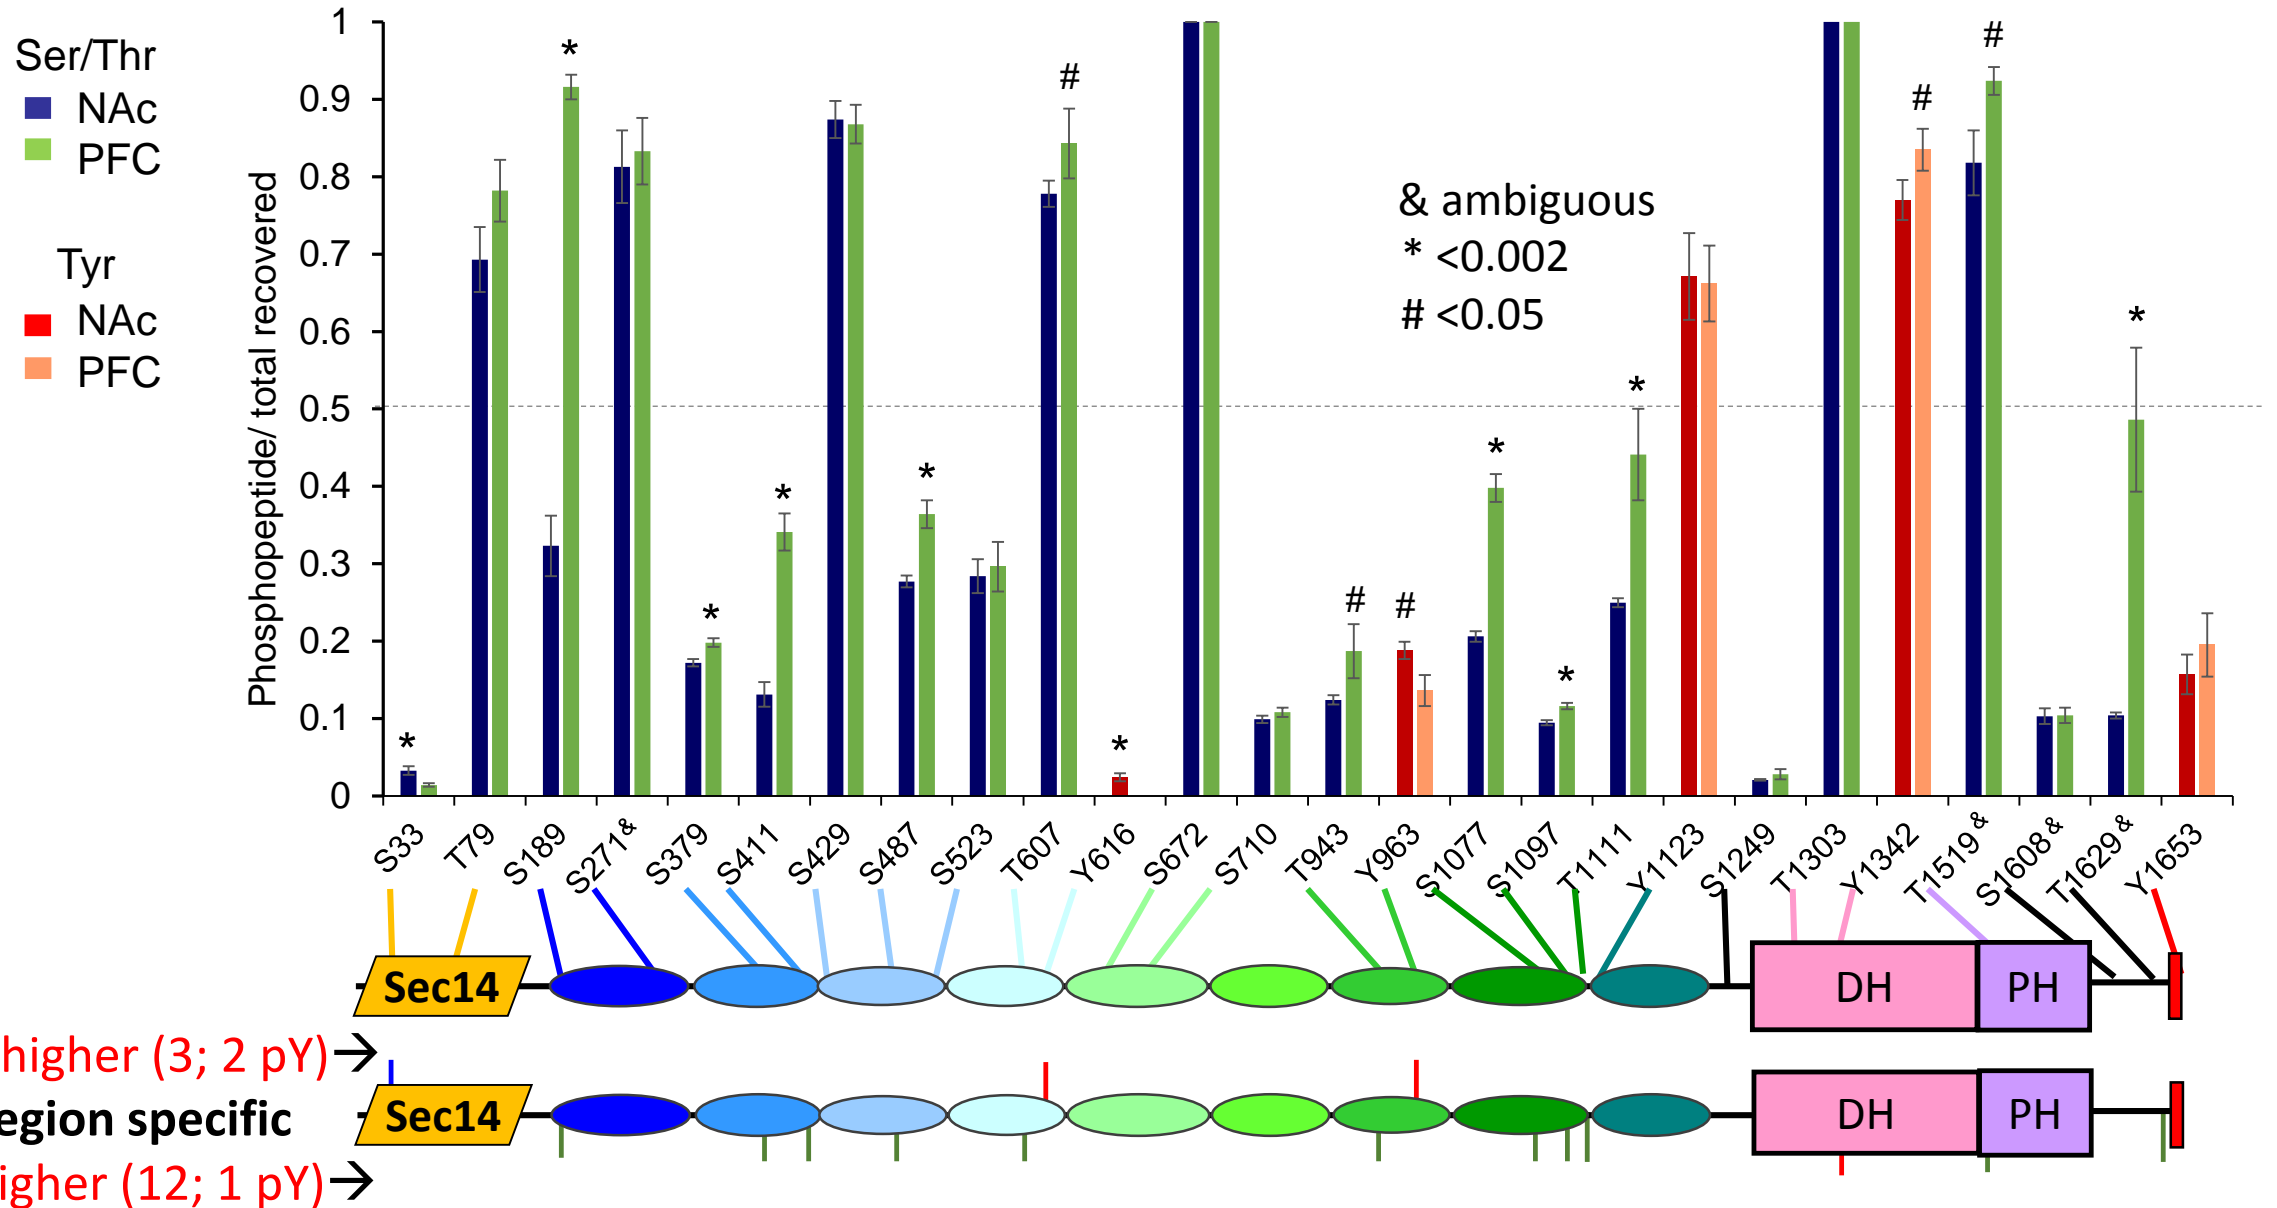 Ser/Thr
NAc
PFC
Tyr
NAc
PFC
Phosphopeptide/ total recovered
1
0.9
0.8
0.7
0.6
0.5
0.4
0.3
0.2
0.1
0
& ambiguous
* <0.002
# <0.05
* * * * * # * # # * * * # # *
S33 T79 S189 S271& S379 S411 S429 S487 S523 T607 Y616 S672 S710 T943 Y963 S1077 S1097 T1111 Y1123 S1249 T1303 Y1342 T1519& S1608& T1629& Y1653
Sec14 DH PH
higher (3; 2 pY)→
Sec14 DH PH
egion specific
igher (12; 1 pY)→